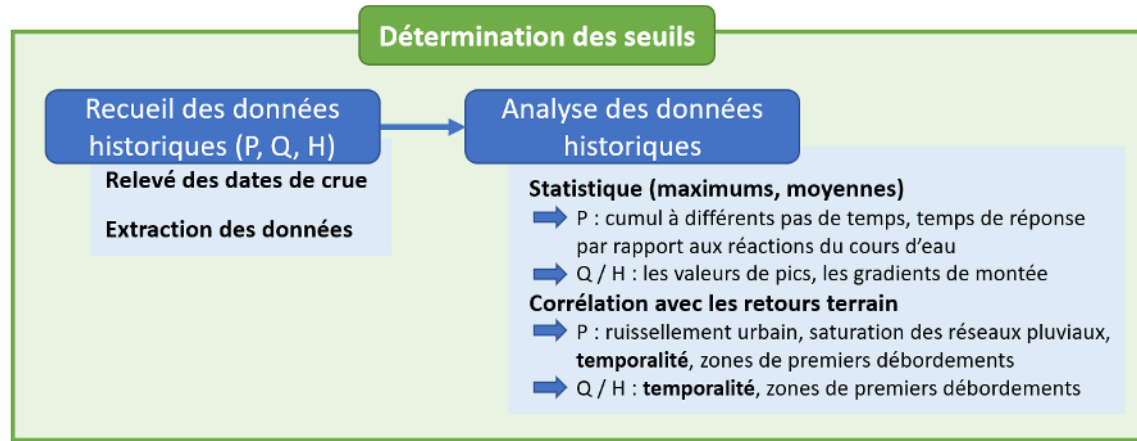 Détermination des seuils
Recueil des données
historiques (P, Q, H)
Relevé des dates de crue
Extraction des données
Analyse des données
historiques
Statistique (maximums, moyennes)
P : cumul à différents pas de temps, temps de réponse
par rapport aux réactions du cours d'eau
Q / H : les valeurs de pics, les gradients de montée
Corrélation avec les retours terrain
P : ruissellement urbain, saturation des réseaux pluviaux,
temporalité, zones de premiers débordements
Q / H : temporalité, zones de premiers débordements